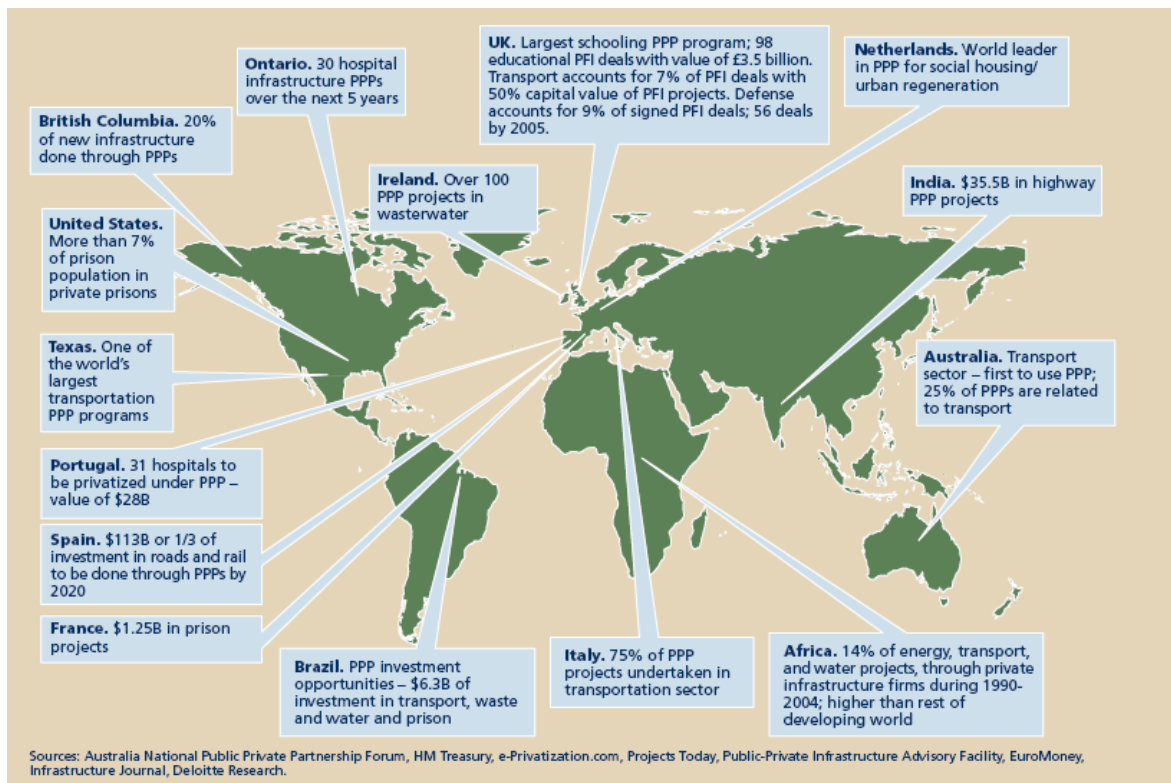 Ontario. 30 hospital
infrastructure PPPs
over the next 5 years
UK. Largest schooling PPP program; 98
educational PFI deals with value of £3.5 billion.
Transport accounts for 7% of PFI deals with
50% capital value of PFI projects. Defense
accounts for 9% of signed PFI deals; 56 deals
by 2005.
Netherlands. World leader
in PPP for social housing/
urban regeneration
British Columbia. 20%
of new infrastructure
done through PPPs
Ireland. Over 100
PPP projects in
wasterwater
India. $35.5B in highway
PPP projects
United States.
More than 7%
of prison
population in
private prisons
Texas. One of
the world's
largest
transportation
PPP programs
Australia. Transport
sector – first to use PPP;
25% of PPPs are related
to transport
Portugal. 31 hospitals to
be privatized under PPP –
value of $28B
Spain. $113B or 1/3 of
investment in roads and rail
to be done through PPPs by
2020
France. $1.25B in prison
projects
Brazil. PPP investment
opportunities – $6.3B of
investment in transport, waste
and water and prison
Italy. 75% of PPP
projects undertaken in
transportation sector
Africa. 14% of energy, transport,
and water projects, through private
infrastructure firms during 1990-
2004; higher than rest of
developing world
Sources: Australia National Public Private Partnership Forum, HM Treasury, e-Privatization.com, Projects Today, Public-Private Infrastructure Advisory Facility, EuroMoney,
Infrastructure Journal, Deloitte Research.